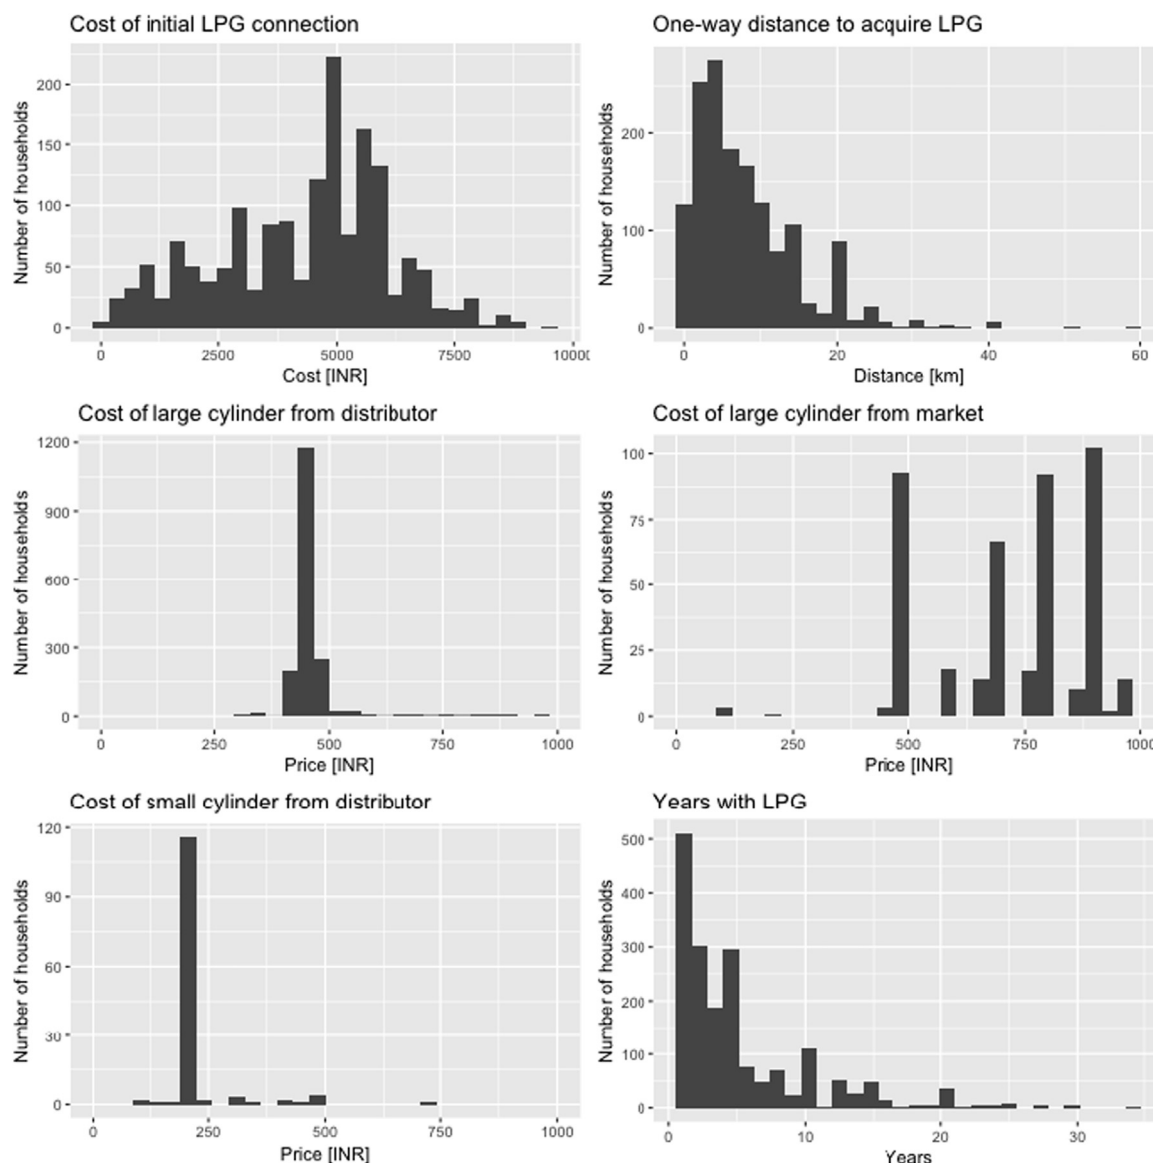 Cost of initial LPG connection
Number of households
200
150
100
50
0
0 2500 5000 7500 10000
Cost [INR]
One-way distance to acquire LPG
Number of households
200
100
0
0 20 40 60
Distance [km]
Cost of large cylinder from distributor
Number of households
1200
900
600
300
0
0 250 500 750 1000
Price [INR]
Cost of large cylinder from market
Number of households
100
75
50
25
0
0 250 500 750 1000
Price [INR]
Cost of small cylinder from distributor
Number of households
120
90
60
30
0
0 250 500 750 1000
Price [INR]
Years with LPG
Number of households
500
400
300
200
100
0
0 10 20 30
Years